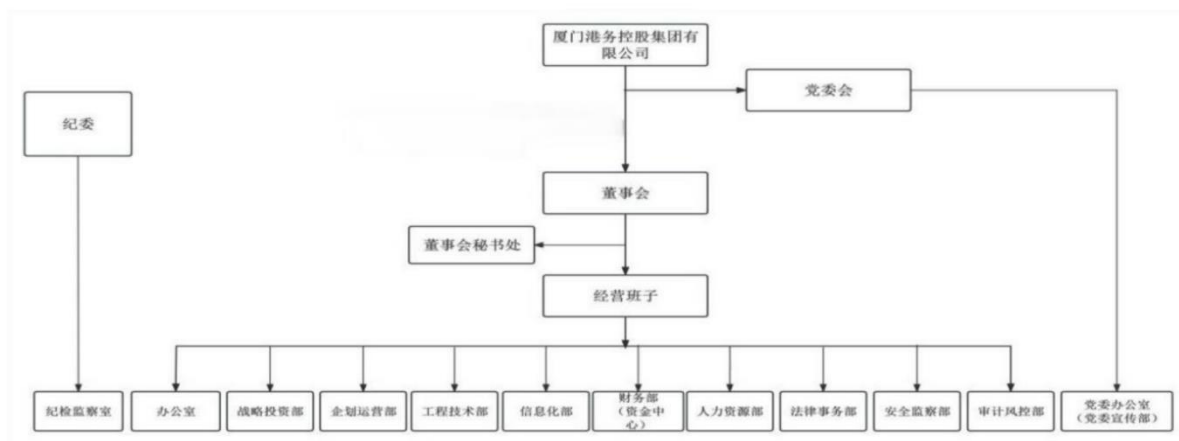 厦门港务控股集团有
限公司
党委会
纪委
董事会
董事会秘书处
经营班子
纪检监察室
办公室
战略投资部
企划运营部
工程技术部
信息化部
财务部
（资金中
心）
人力资源部
法律事务部
安全监察部
审计风控部
党委办公室
（党委宣传部）